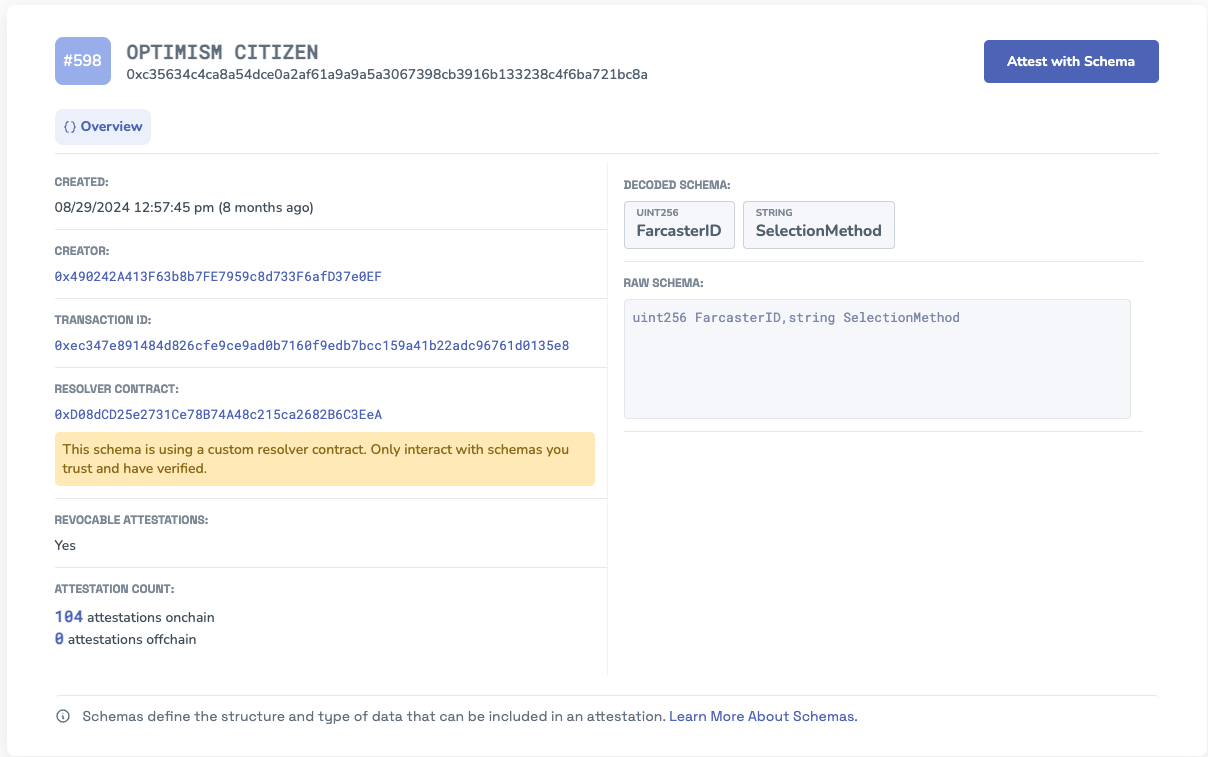 #598
OPTIMISM CITIZEN
0xc35634c4ca8a54dce0a2af61a9a9a5a3067398cb3916b133238c4f6ba721bc8a
Attest with Schema
Overview
CREATED:
08/29/2024 12:57:45 pm (8 months ago)
CREATOR:
0x490242A413F63b8b7FE7959c8d733F6afD37e0EF
TRANSACTION ID:
0xec347e891484d826cfe9ce9ad0b7160f9edb7bcc159a41b22adc96761d0135e8
RESOLVER CONTRACT:
0xD08dCD25e2731Ce78B74A48c215ca2682B6C3EeA
This schema is using a custom resolver contract. Only interact with schemas you
trust and have verified.
REVOCABLE ATTESTATIONS:
Yes
ATTESTATION COUNT:
104 attestations onchain
0 attestations offchain
DECODED SCHEMA:
UINT256
FarcasterID
STRING
SelectionMethod
RAW SCHEMA:
uint256 FarcasterID,string SelectionMethod
Schemas define the structure and type of data that can be included in an attestation. Learn More About Schemas.